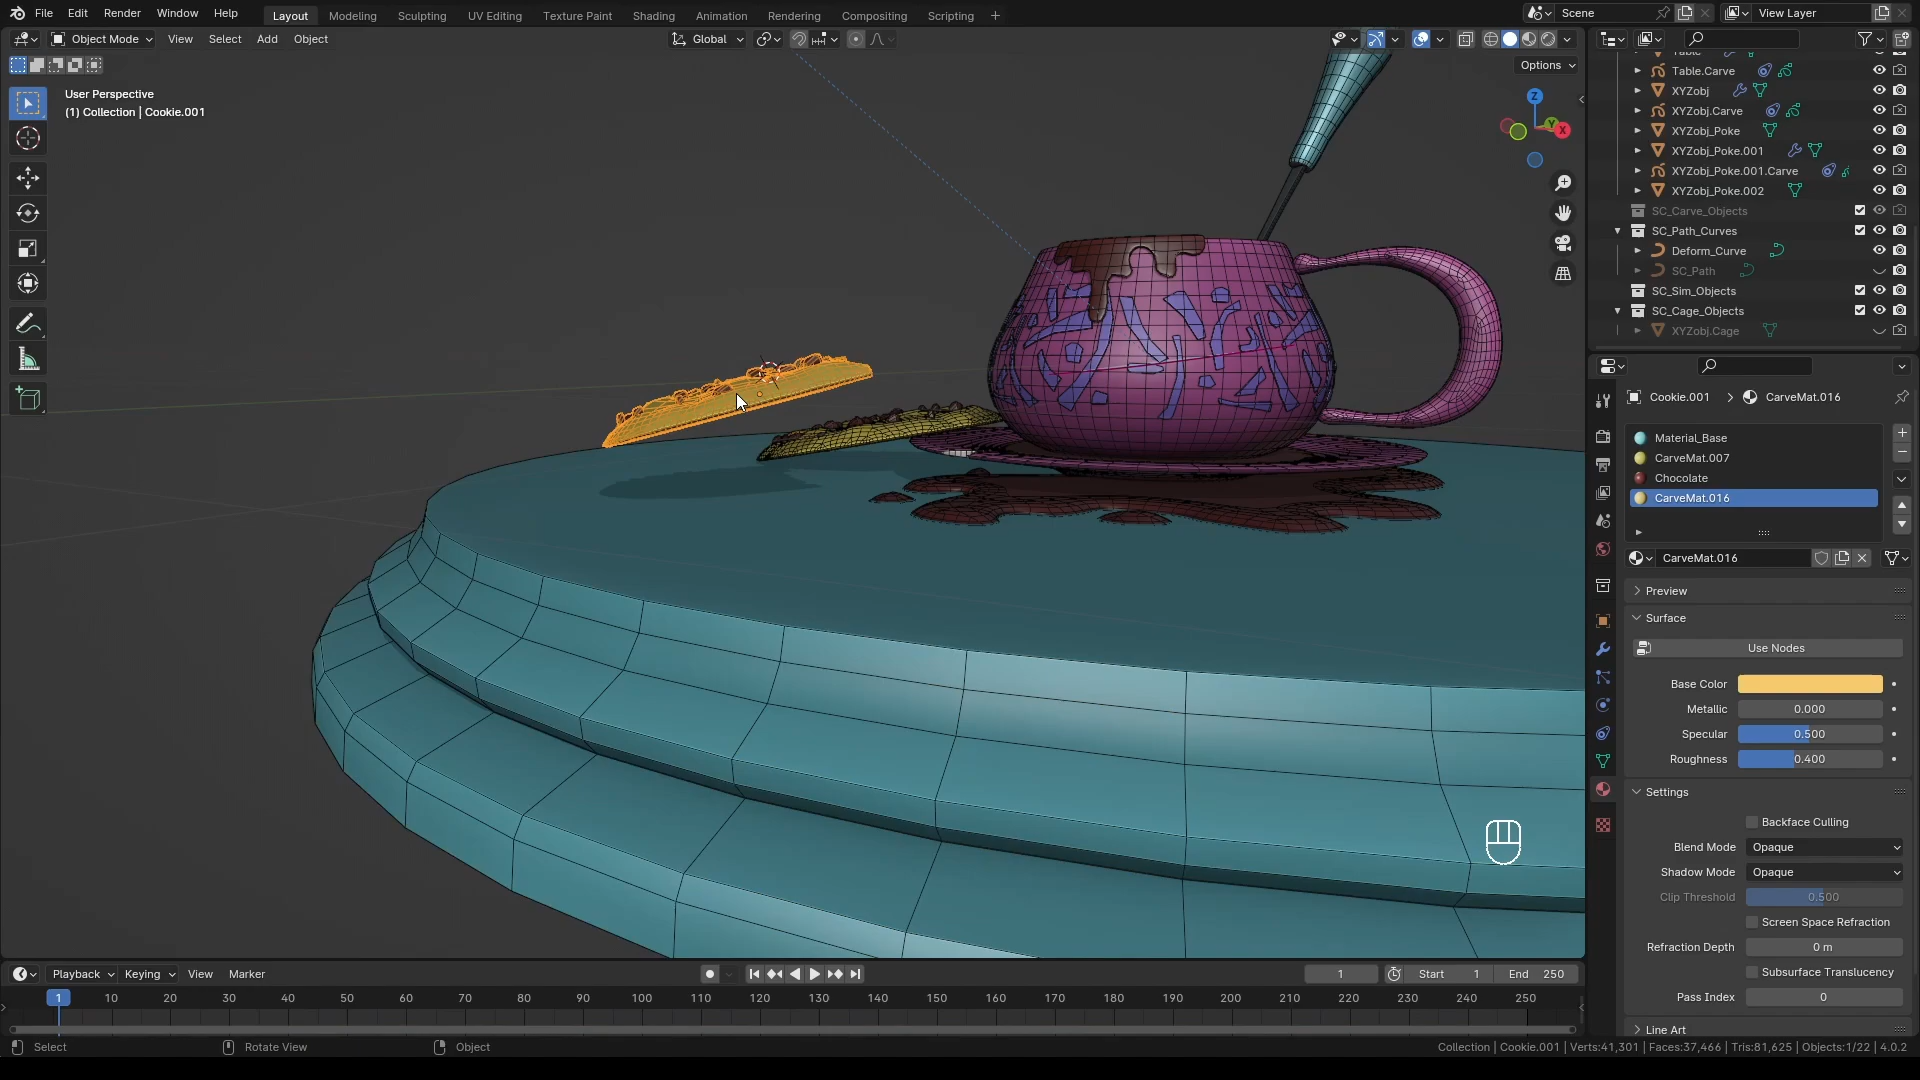 File Edit Render Window Help Layout Modeling Sculpting UV Editing Texture Paint Shading Animation Rendering Compositing Scripting + Scene View Layer
Object Mode View Select Add Object Global
Options
User Perspective
(1) Collection | Cookie.001
Z
Y
X
Table
Table.Carve
XYZobj
XYZobj.Carve
XYZobj_Poke
XYZobj_Poke.001
XYZobj_Poke.001.Carve
XYZobj_Poke.002
SC_Carve_Objects
SC_Path_Curves
Deform_Curve
SC_Path
SC_Sim_Objects
SC_Cage_Objects
XYZobj.Cage
Cookie.001 CarveMat.016
Material_Base
CarveMat.007
Chocolate
CarveMat.016
CarveMat.016
Preview
Surface
Use Nodes
Base Color
Metallic 0.000
Specular 0.500
Roughness 0.400
Settings
Backface Culling
Blend Mode Opaque
Shadow Mode Opaque
Clip Threshold 0.500
Screen Space Refraction
Refraction Depth 0 m
Subsurface Translucency
Pass Index 0
Line Art
Playback Keying View Marker 1 Start 1 End 250
1 10 20 30 40 50 60 70 80 90 100 110 120 130 140 150 160 170 180 190 200 210 220 230 240 250
Select Rotate View Object Collection | Cookie.001 | Verts:41,301 | Faces:37,466 | Tris:81,625 | Objects:1/22 | 4.0.2